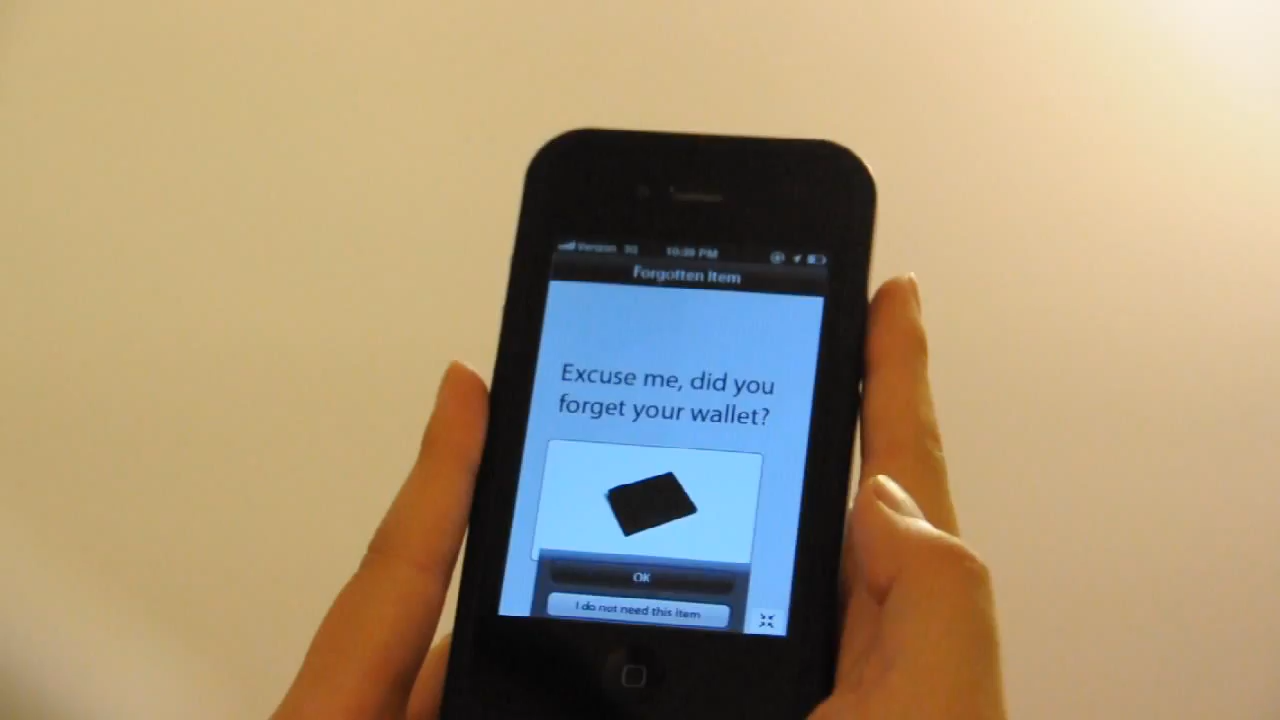 Verizon 3G 10:39 PM
Forgotten Item
Excuse me, did you
forget your wallet?
OK
I do not need this item